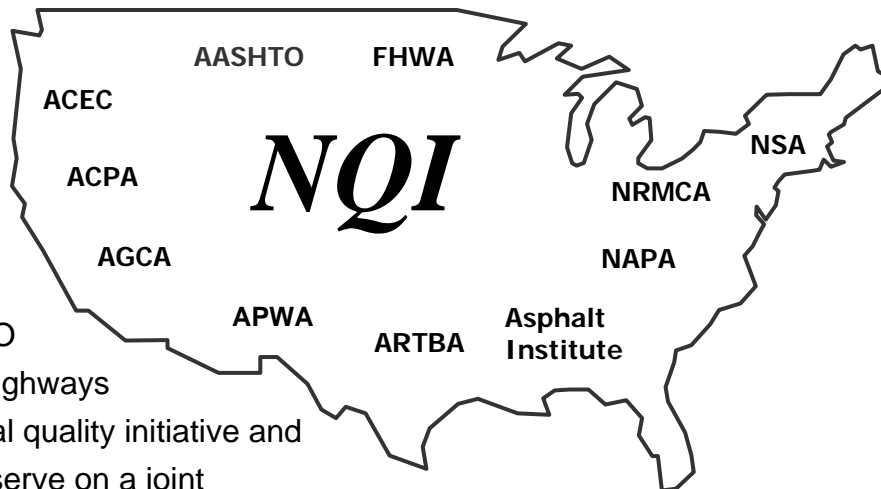 AASHTO FHWA
ACEC
NSA
NQI
ACPA
NRMCA
AGCA
NAPA
APWA
Asphalt
Institute
ARTBA
O
ghways
al quality initiative and
serve on a joint